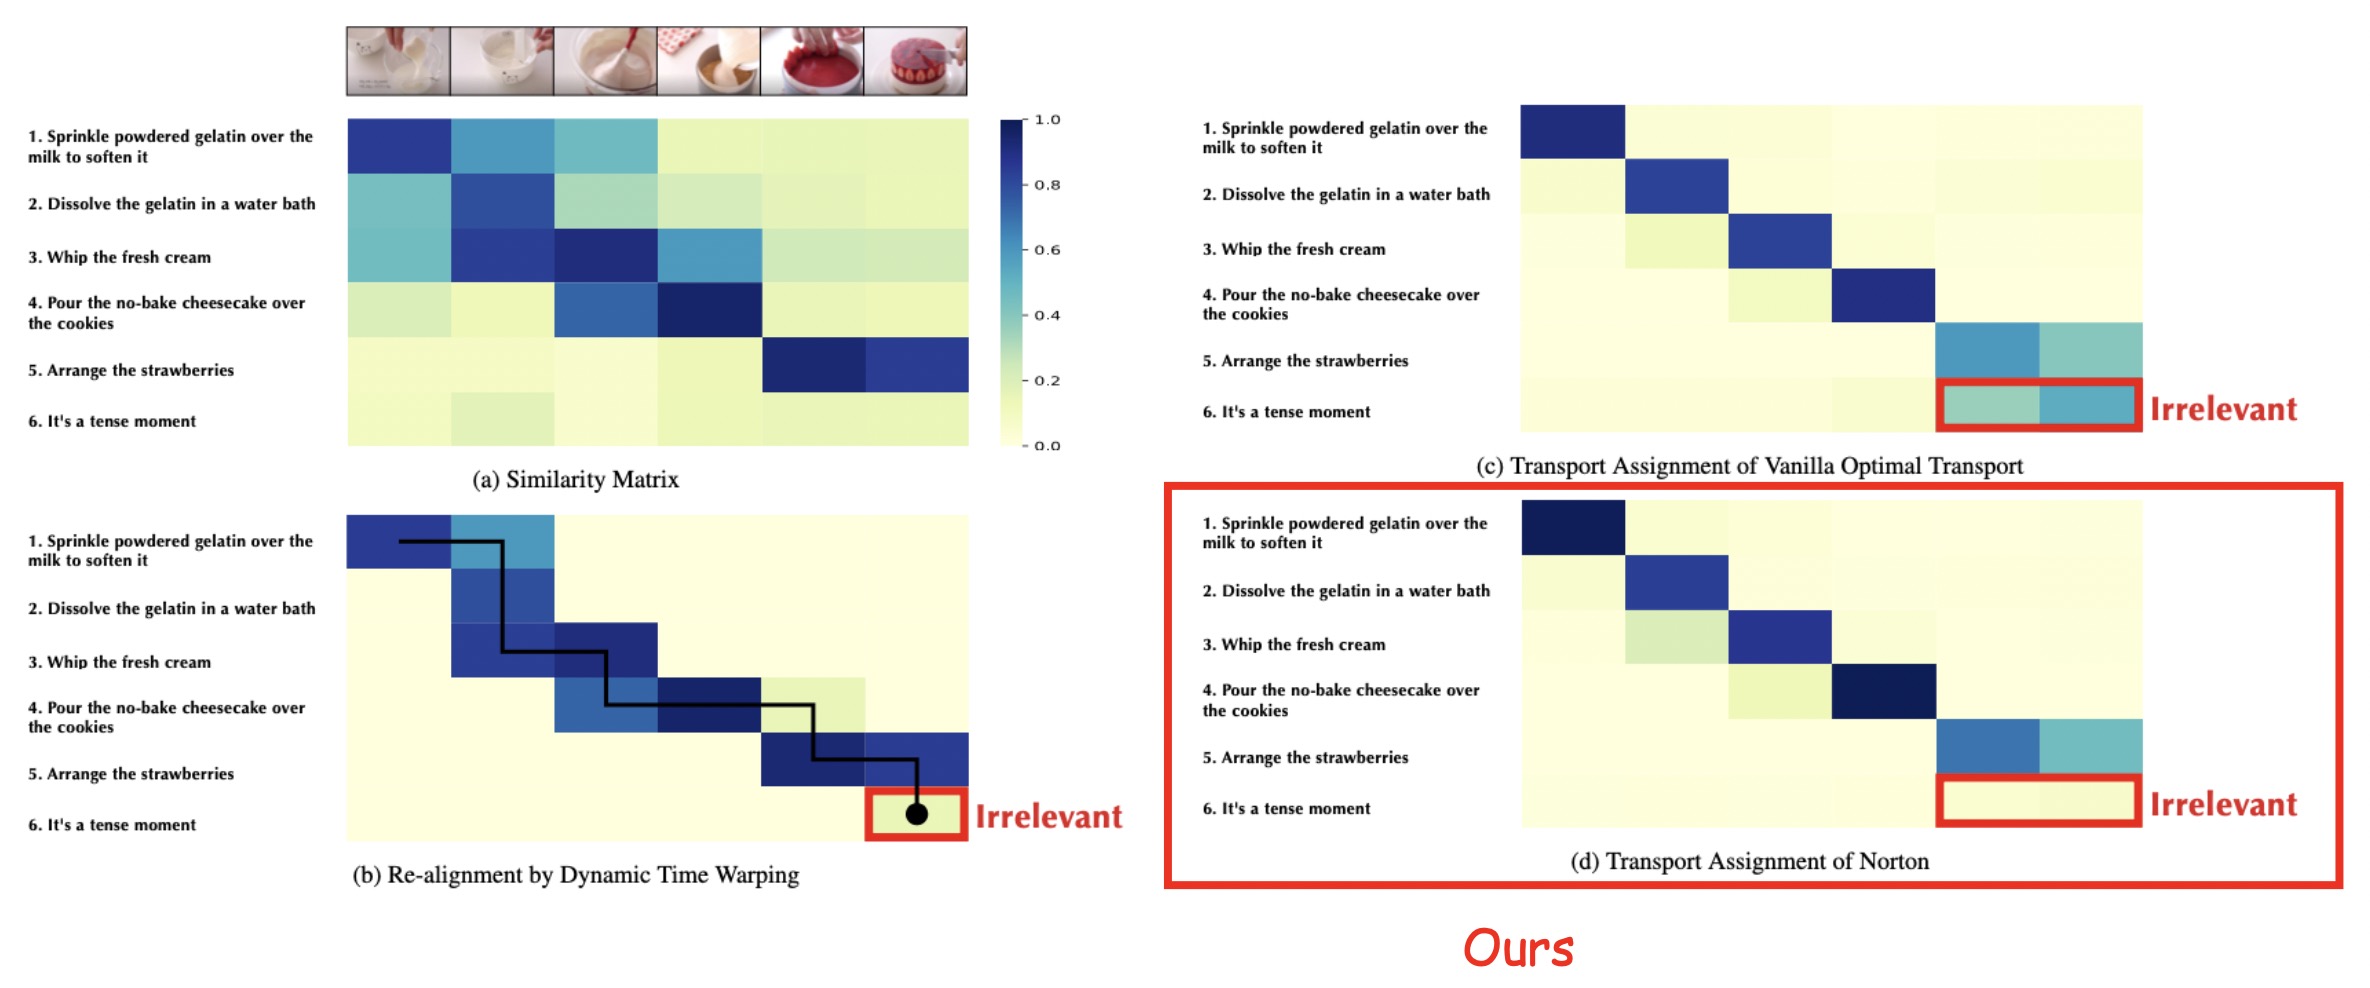 1. Sprinkle powdered gelatin over the
milk to soften it
2. Dissolve the gelatin in a water bath
3. Whip the fresh cream
4. Pour the no-bake cheesecake over
the cookies
5. Arrange the strawberries
6. It's a tense moment
1.0
0.8
0.6
0.4
0.2
0.0
(a) Similarity Matrix
1. Sprinkle powdered gelatin over the
milk to soften it
2. Dissolve the gelatin in a water bath
3. Whip the fresh cream
4. Pour the no-bake cheesecake over
the cookies
5. Arrange the strawberries
6. It's a tense moment
Irrelevant
(b) Re-alignment by Dynamic Time Warping
1. Sprinkle powdered gelatin over the
milk to soften it
2. Dissolve the gelatin in a water bath
3. Whip the fresh cream
4. Pour the no-bake cheesecake over
the cookies
5. Arrange the strawberries
6. It's a tense moment
Irrelevant
(c) Transport Assignment of Vanilla Optimal Transport
1. Sprinkle powdered gelatin over the
milk to soften it
2. Dissolve the gelatin in a water bath
3. Whip the fresh cream
4. Pour the no-bake cheesecake over
the cookies
5. Arrange the strawberries
6. It's a tense moment
Irrelevant
(d) Transport Assignment of Norton
Ours